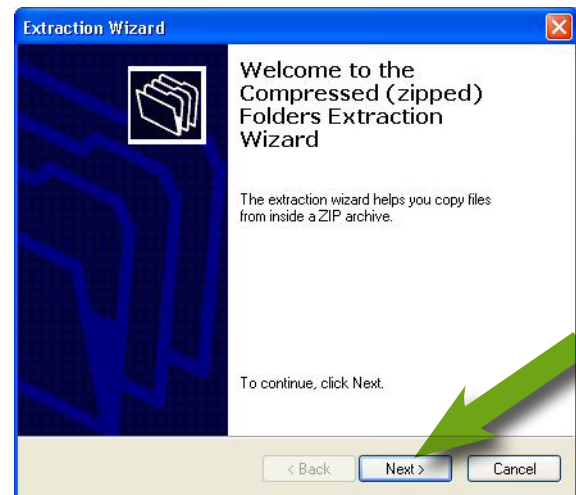 Extraction Wizard
Welcome to the
Compressed (zipped)
Folders Extraction
Wizard
The extraction wizard helps you copy files
from inside a ZIP archive.
To continue, click Next.
< Back Next > Cancel